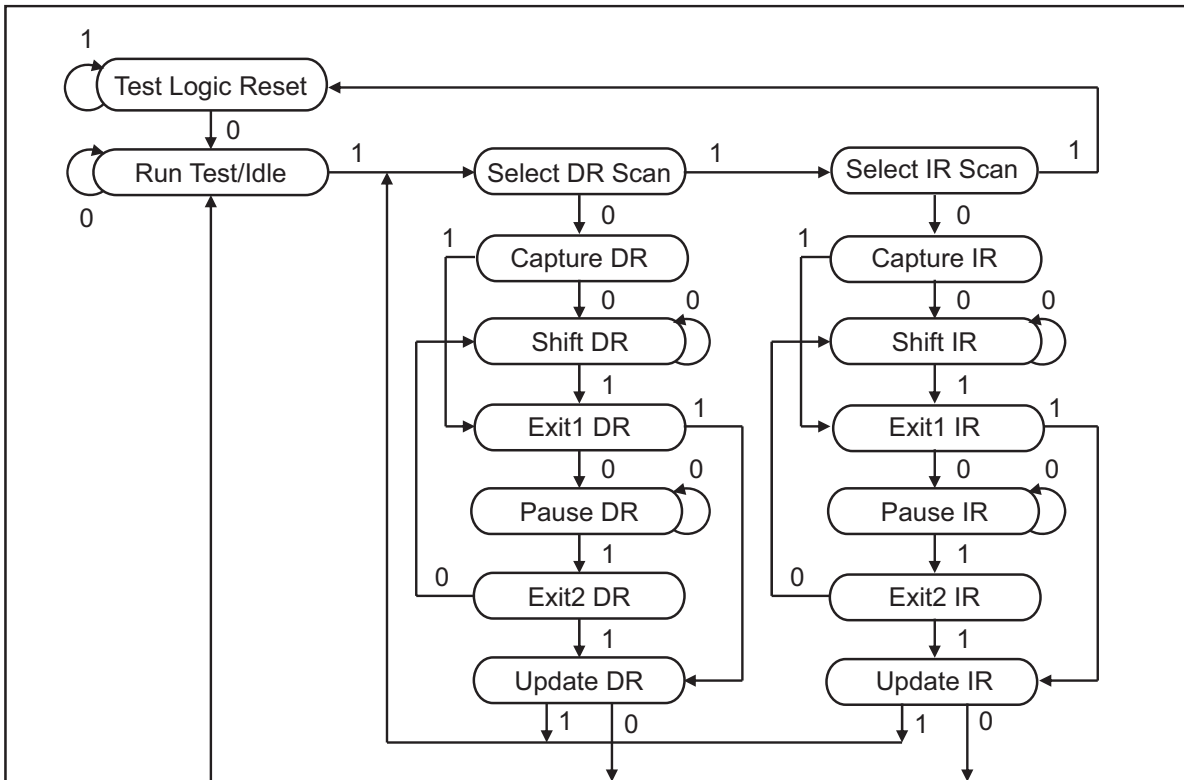 1
Test Logic Reset
0
Run Test/Idle
0
1
Select DR Scan
1
Select IR Scan
1
0
0
1
Capture DR
1
Capture IR
0
0
0
0
Shift DR
Shift IR
1
1
Exit1 DR
1
Exit1 IR
1
0
0
0
0
Pause DR
Pause IR
1
1
0
Exit2 DR
0
Exit2 IR
1
1
Update DR
Update IR
1
0
1
0